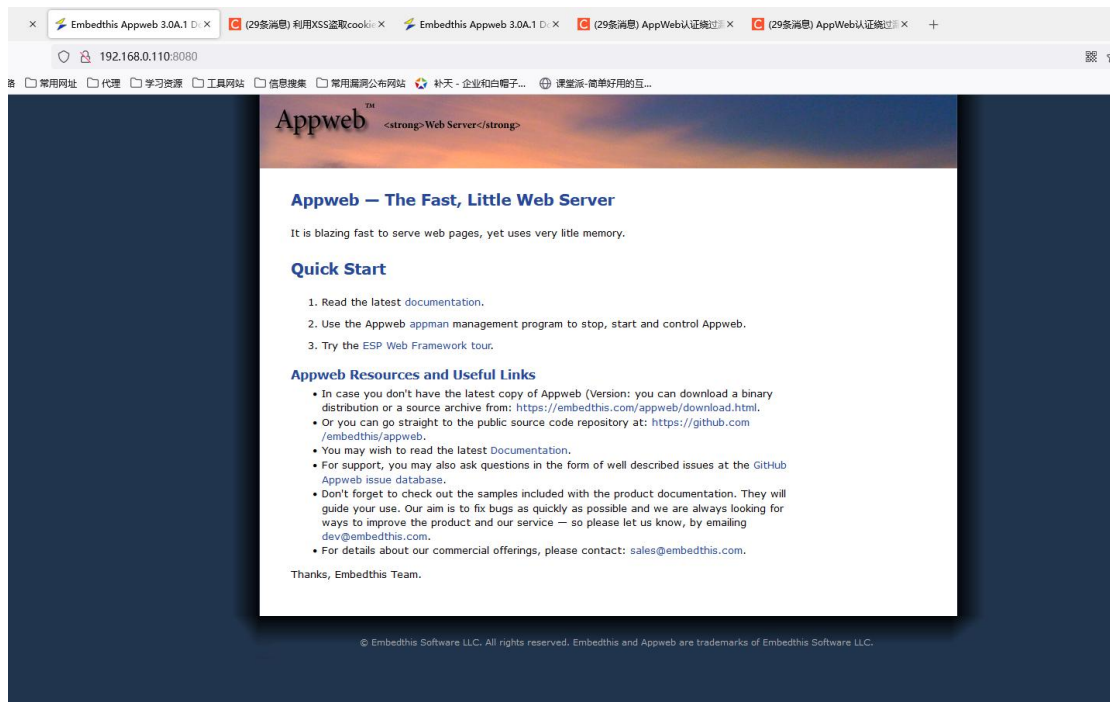 Embedthis Appweb 3.0A.1 D
(29条消息) 利用XSS盗取cookie
Embedthis Appweb 3.0A.1 D
(29条消息) AppWeb认证绕过
(29条消息) AppWeb认证绕过
192.168.0.110:8080
常用网址 代理 学习资源 工具网站 信息搜集 常用漏洞公布网站 补天 - 企业和白帽子... 课堂派-简单好用的互...
Appweb™ <strong>Web Server</strong>
Appweb — The Fast, Little Web Server
It is blazing fast to serve web pages, yet uses very litle memory.
Quick Start
1. Read the latest documentation.
2. Use the Appweb appman management program to stop, start and control Appweb.
3. Try the ESP Web Framework tour.
Appweb Resources and Useful Links
• In case you don't have the latest copy of Appweb (Version: you can download a binary
distribution or a source archive from: https://embedthis.com/appweb/download.html.
• Or you can go straight to the public source code repository at: https://github.com
/embedthis/appweb.
• You may wish to read the latest Documentation.
• For support, you may also ask questions in the form of well described issues at the GitHub
Appweb issue database.
• Don't forget to check out the samples included with the product documentation. They will
guide your use. Our aim is to fix bugs as quickly as possible and we are always looking for
ways to improve the product and our service — so please let us know, by emailing
dev@embedthis.com.
• For details about our commercial offerings, please contact: sales@embedthis.com.
Thanks, Embedthis Team.
© Embedthis Software LLC. All rights reserved. Embedthis and Appweb are trademarks of Embedthis Software LLC.